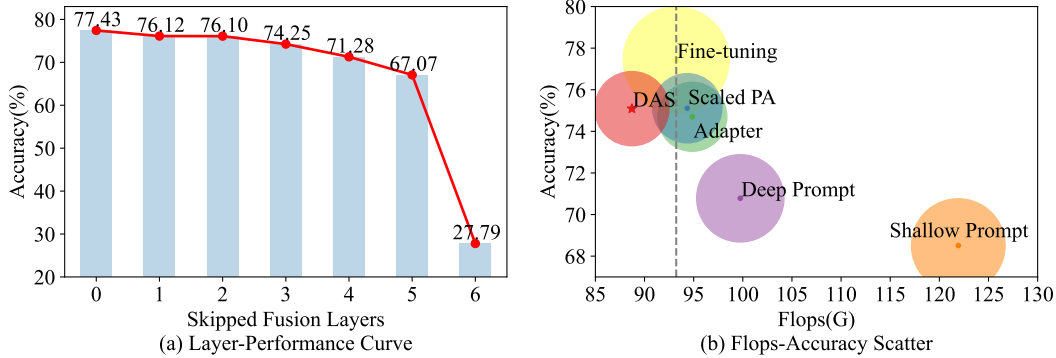 Accuracy(%)
80
70
60
50
40
30
20
77.43
76.12
76.10
74.25
71.28
67.07
27.79
0 1 2 3 4 5 6
Skipped Fusion Layers
(a) Layer-Performance Curve
Accuracy(%)
80
78
76
74
72
70
68
Fine-tuning
DAS
Scaled PA
Adapter
Deep Prompt
Shallow Prompt
85 90 95 100 105 110 115 120 125 130
Flops(G)
(b) Flops-Accuracy Scatter